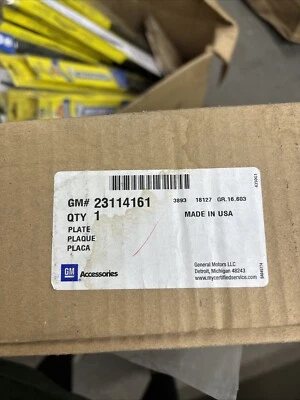 GM# 23114161 3893 18127 GR.16.603
QTY 1 MADE IN USA
PLATE
PLAQUE
PLACA
GM Accessories
General Motors LLC
Detroit, Michigan 48243
www.mycertifiedservice.com